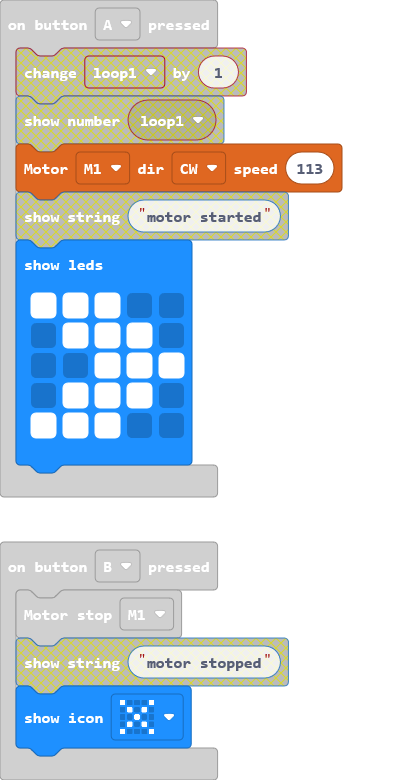 on button A pressed
change loop1 by 1
show number loop1
Motor M1 dir CW speed 113
show string "motor started"
show leds
on button B pressed
Motor stop M1
show string "motor stopped"
show icon